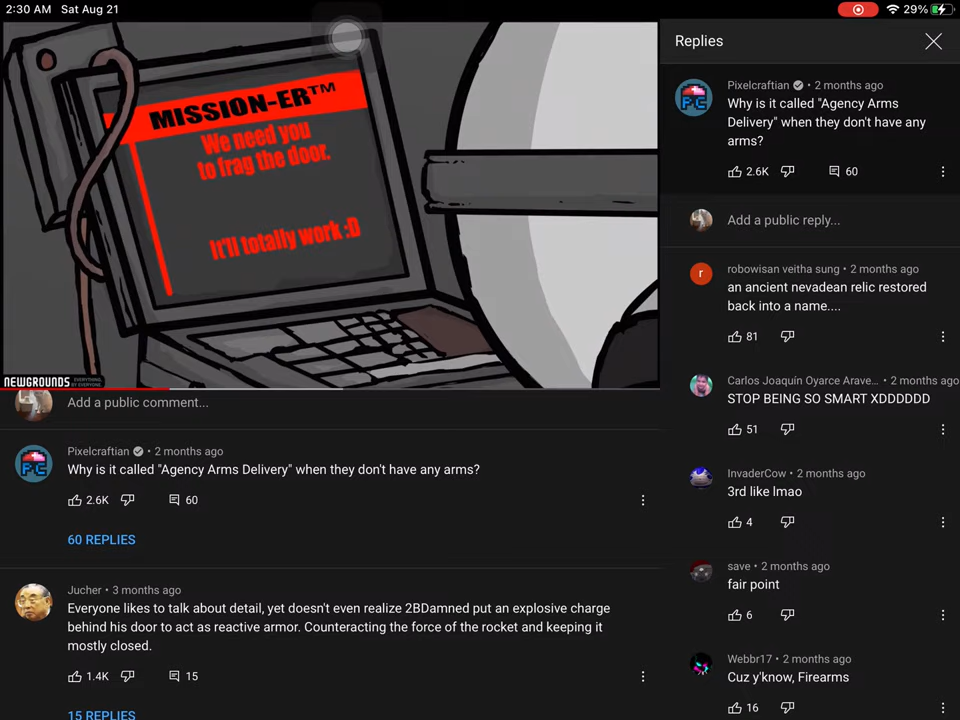 2:30 AM Sat Aug 21
29%
MISSION-ER™
We need you
to frag the door.
It'll totally work :D
NEWGROUNDS EVERYTHING BY EVERYONE
Add a public comment...
Pixelcraftian • 2 months ago
Why is it called "Agency Arms Delivery" when they don't have any arms?
2.6K 60
60 REPLIES
Jucher • 3 months ago
Everyone likes to talk about detail, yet doesn't even realize 2BDamned put an explosive charge
behind his door to act as reactive armor. Counteracting the force of the rocket and keeping it
mostly closed.
1.4K 15
15 REPLIES
Replies
Pixelcraftian • 2 months ago
Why is it called "Agency Arms
Delivery" when they don't have any
arms?
2.6K 60
Add a public reply...
r
robowisan veitha sung • 2 months ago
an ancient nevadean relic restored
back into a name....
81
Carlos Joaquín Oyarce Arave... • 2 months ago
STOP BEING SO SMART XDDDDDD
51
InvaderCow • 2 months ago
3rd like lmao
4
save • 2 months ago
fair point
6
Webbr17 • 2 months ago
Cuz y'know, Firearms
16